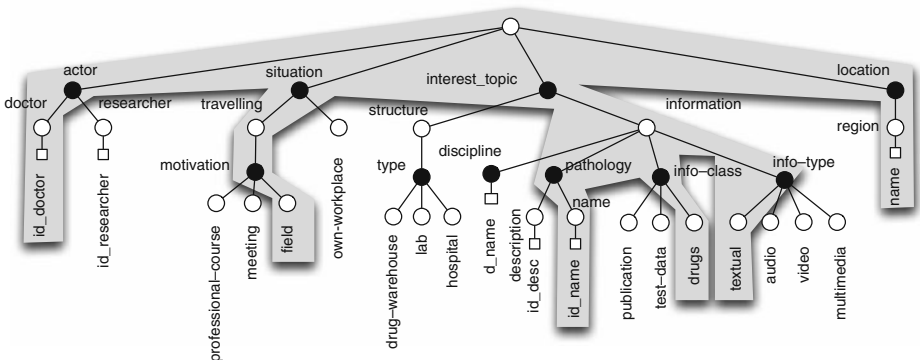 actor
situation
interest_topic
location
doctor
researcher
travelling
structure
information
region
motivation
type
discipline
pathology
info–class
info–type
name
id_doctor
id_researcher
professional–course
meeting
field
own-workplace
drug–warehouse
lab
hospital
d_name
description
id_desc
id_name
publication
test–data
drugs
textual
audio
video
multimedia
name